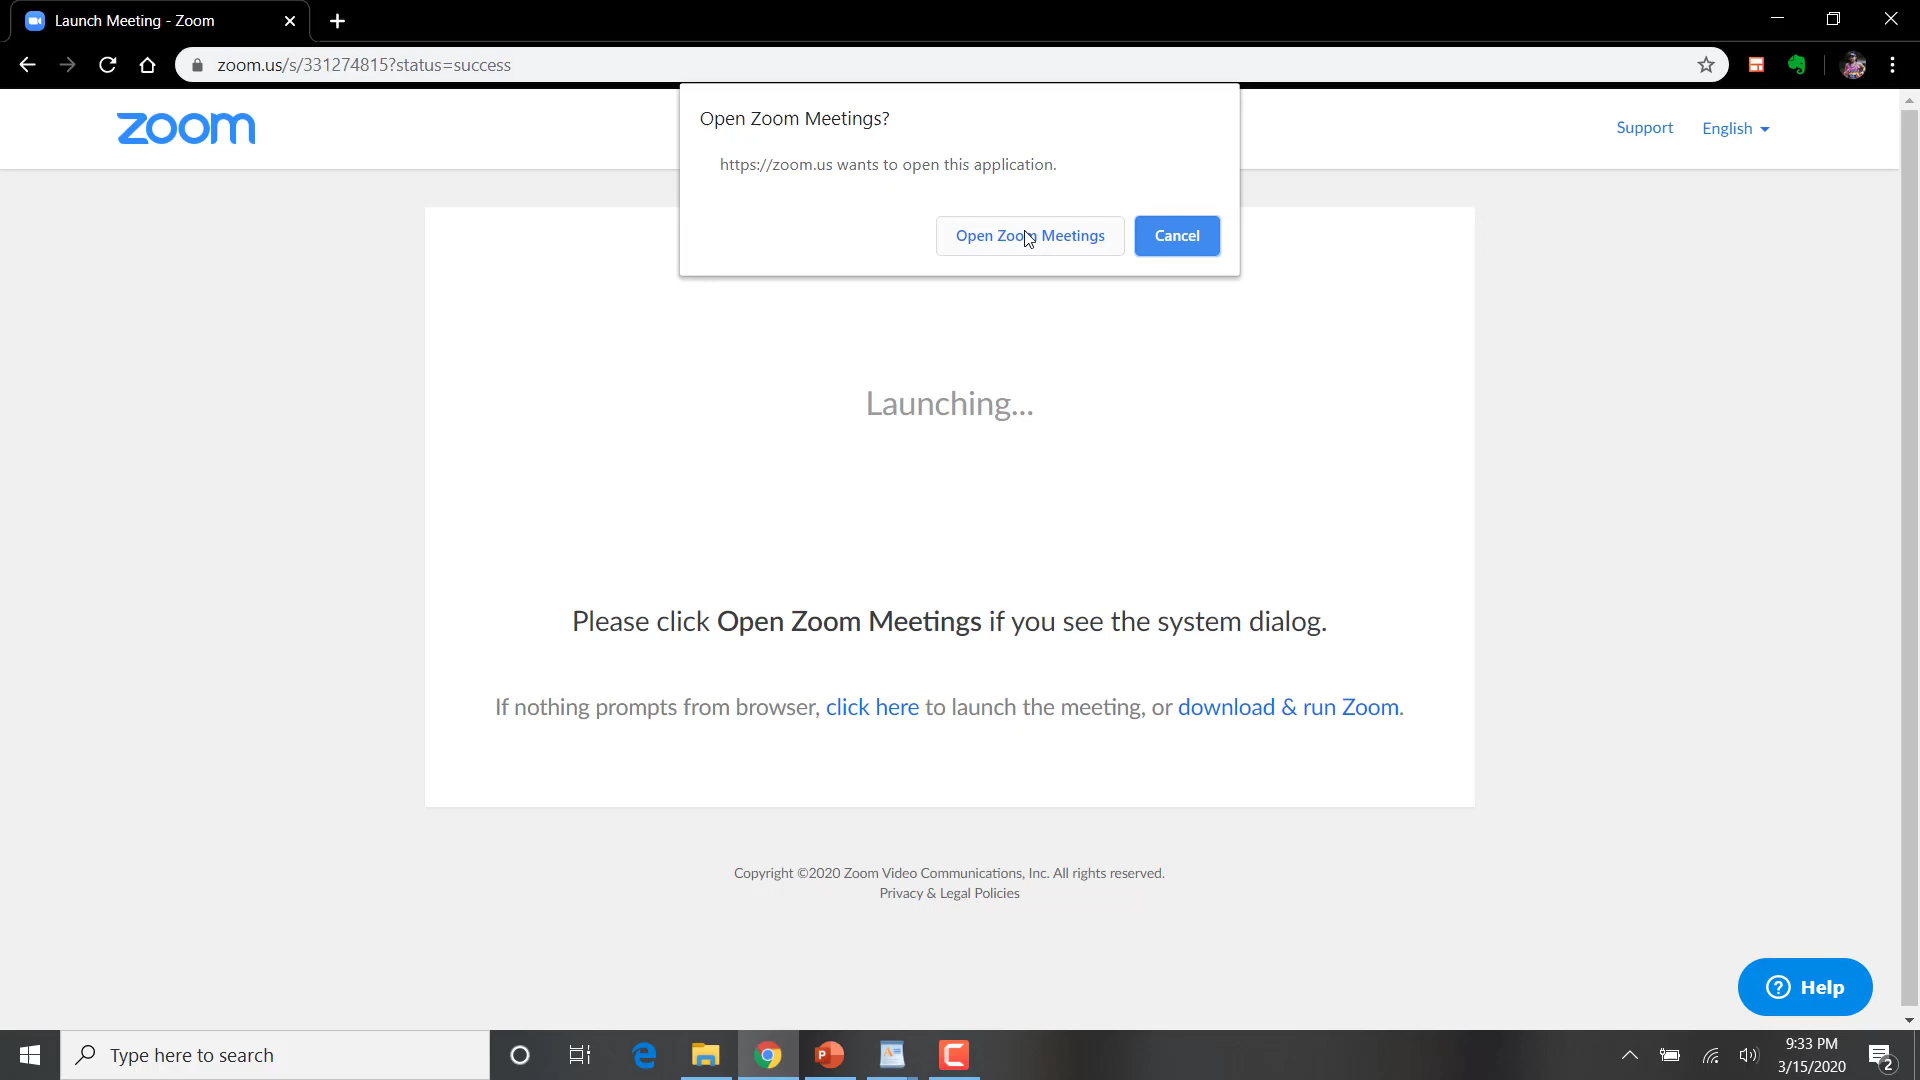 Launch Meeting - Zoom
zoom.us/s/331274815?status=success
zoom
Support
English
Open Zoom Meetings?
https://zoom.us wants to open this application.
Open Zoom Meetings
Cancel
Launching...
Please click Open Zoom Meetings if you see the system dialog.
If nothing prompts from browser, click here to launch the meeting, or download & run Zoom.
Copyright ©2020 Zoom Video Communications, Inc. All rights reserved.
Privacy & Legal Policies
? Help
Type here to search
9:33 PM
3/15/2020
2